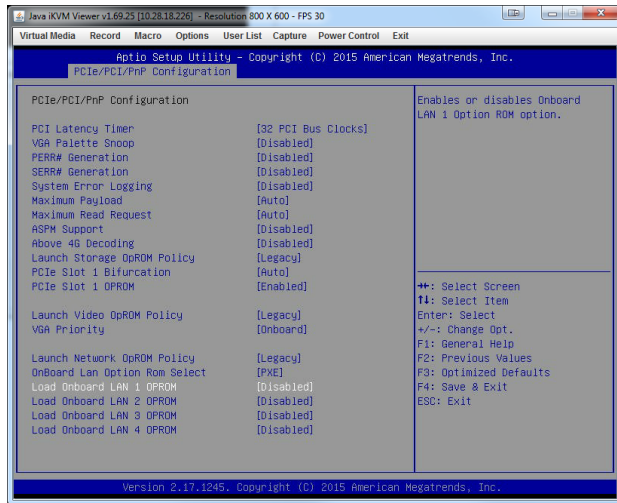 Java iKVM Viewer v1.69.25 [10.28.18.226] - Resolution 800 X 600 - FPS 30
Virtual Media Record Macro Options User List Capture Power Control Exit
Aptio Setup Utility – Copyright (C) 2015 American Megatrends, Inc.
PCIe/PCI/PnP Configuration
PCIe/PCI/PnP Configuration
PCI Latency Timer [32 PCI Bus Clocks]
VGA Palette Snoop [Disabled]
PERR# Generation [Disabled]
SERR# Generation [Disabled]
System Error Logging [Disabled]
Maximum Payload [Auto]
Maximum Read Request [Auto]
ASPM Support [Disabled]
Above 4G Decoding [Disabled]
Launch Storage OpROM Policy [Legacy]
PCIe Slot 1 Bifurcation [Auto]
PCIe Slot 1 OPROM [Enabled]
Launch Video OpROM Policy [Legacy]
VGA Priority [Onboard]
Launch Network OpROM Policy [Legacy]
OnBoard Lan Option Rom Select [PXE]
Load Onboard LAN 1 OPROM [Disabled]
Load Onboard LAN 2 OPROM [Disabled]
Load Onboard LAN 3 OPROM [Disabled]
Load Onboard LAN 4 OPROM [Disabled]
Enables or disables Onboard
LAN 1 Option ROM option.
→←: Select Screen
↑↓: Select Item
Enter: Select
+/-: Change Opt.
F1: General Help
F2: Previous Values
F3: Optimized Defaults
F4: Save & Exit
ESC: Exit
Version 2.17.1245. Copyright (C) 2015 American Megatrends, Inc.